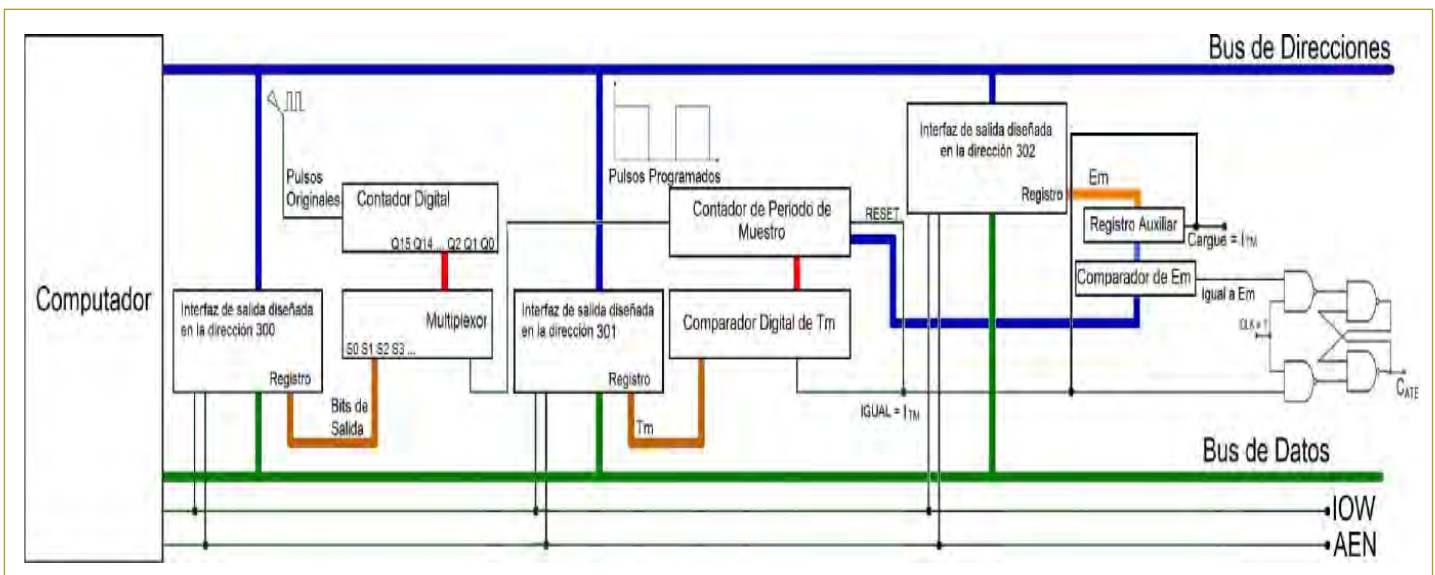 Bus de Direcciones
Computador
Pulsos
Originales
Contador Digital
Q15 Q14 ... Q2 Q1 Q0
Interfaz de salida diseñada
en la dirección 300
Registro
Multiplexor
S0 S1 S2 S3 ...
Bits de
Salida
Pulsos Programados
Contador de Periodo de
Muestro
RESET
Interfaz de salida diseñada
en la dirección 301
Registro
Tm
Comparador Digital de Tm
IGUAL = ITM
Interfaz de salida diseñada
en la dirección 302
Registro
Em
Registro Auxiliar
Cargue = ITM
Comparador de Em
Igual a Em
CLK = 1
CATE
Bus de Datos
IOW
AEN